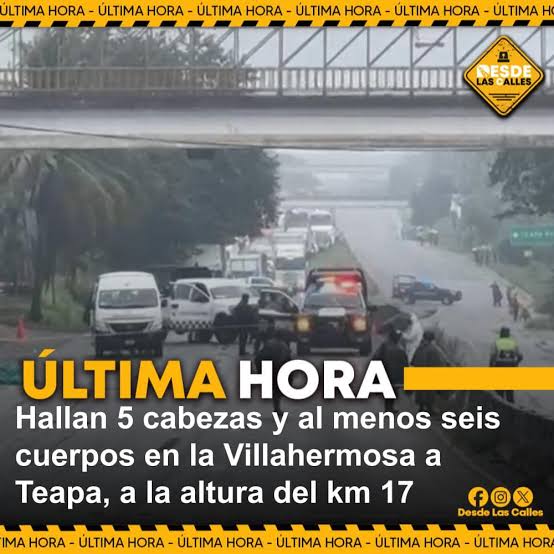 ÚLTIMA HORA - ÚLTIMA HORA - ÚLTIMA HORA - ÚLTIMA HORA - ÚLTIMA HORA - ÚLTIMA HORA
DESDE
LAS CALLES
TEAPA
ÚLTIMA HORA
Hallan 5 cabezas y al menos seis
cuerpos en la Villahermosa a
Teapa, a la altura del km 17
Desde Las Calles
ÚLTIMA HORA - ÚLTIMA HORA - ÚLTIMA HORA - ÚLTIMA HORA - ÚLTIMA HORA - ÚLTIMA HORA